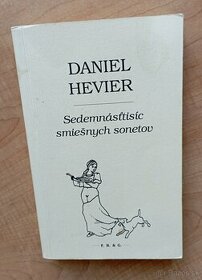 DANIEL
HEVIER
Sedemnásťtisíc
smiešnych sonetov
F. R. & G.